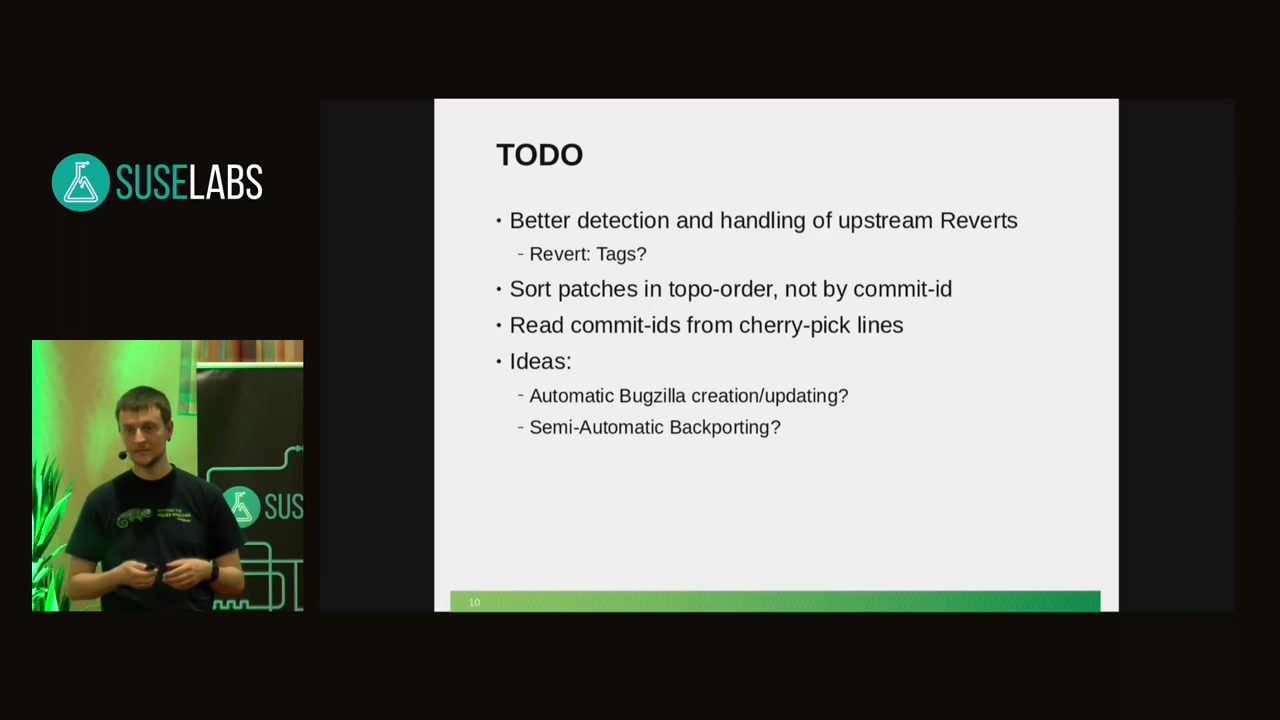 SUSELABS
TODO
• Better detection and handling of upstream Reverts
- Revert: Tags?
• Sort patches in topo-order, not by commit-id
• Read commit-ids from cherry-pick lines
• Ideas:
- Automatic Bugzilla creation/updating?
- Semi-Automatic Backporting?
10
SUS